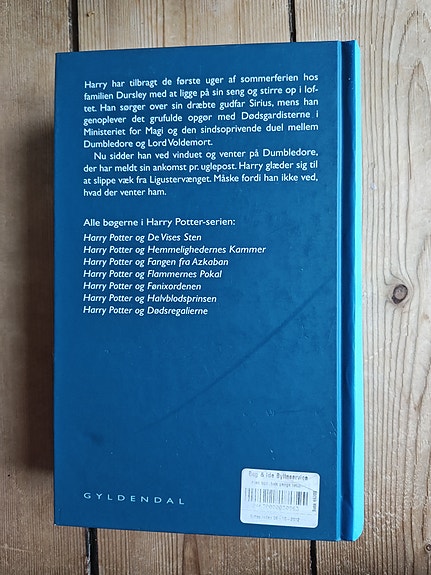 Harry har tilbragt de første uger af sommerferien hos
familien Dursley med at ligge på sin seng og stirre op i lof-
tet. Han sørger over sin dræbte gudfar Sirius, mens han
genoplever det grufulde opgør med Dødsgardisterne i
Ministeriet for Magi og den sindsoprivende duel mellem
Dumbledore og Lord Voldemort.
Nu sidder han ved vinduet og venter på Dumbledore,
der har meldt sin ankomst pr. uglepost. Harry glæder sig til
at slippe væk fra Ligustervænget. Måske fordi han ikke ved,
hvad der venter ham.
Alle bøgerne i Harry Potter-serien:
Harry Potter og De Vises Sten
Harry Potter og Hemmelighedernes Kammer
Harry Potter og Fangen fra Azkaban
Harry Potter og Flammernes Pokal
Harry Potter og Fønixordenen
Harry Potter og Halvblodsprinsen
Harry Potter og Dødsregalierne
Bog & Ide Bytteservice
GYLDENDAL